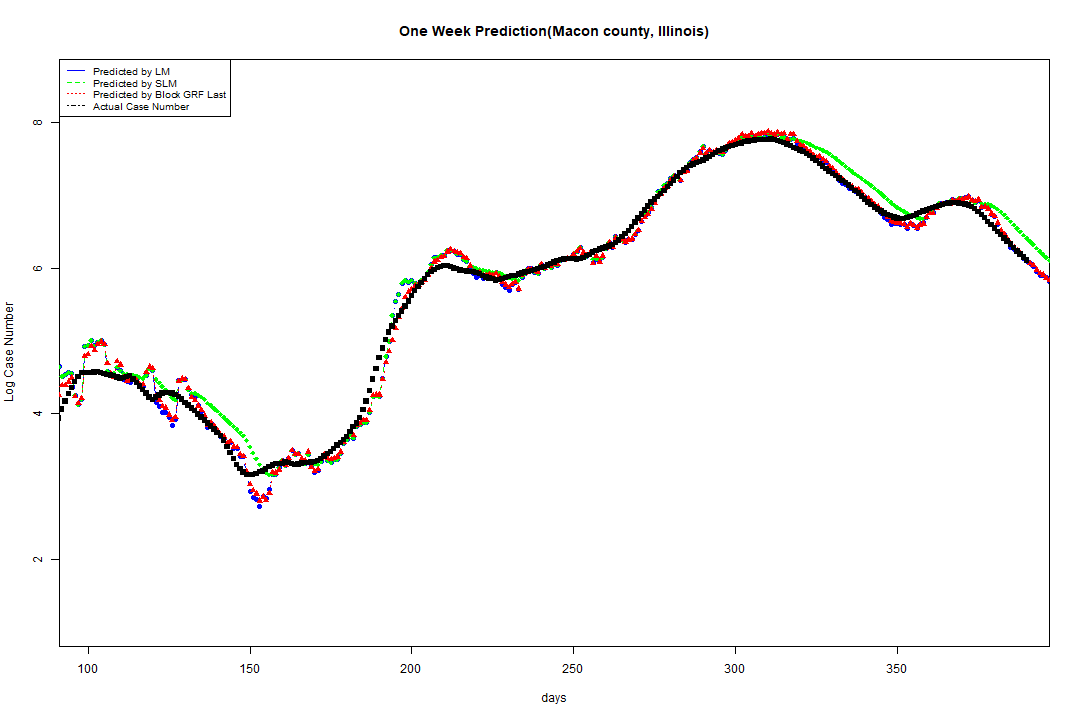 One Week Prediction(Macon county, Illinois)
Predicted by LM
Predicted by SLM
Predicted by Block GRF Last
Actual Case Number
8
6
4
2
Log Case Number
100 150 200 250 300 350
days